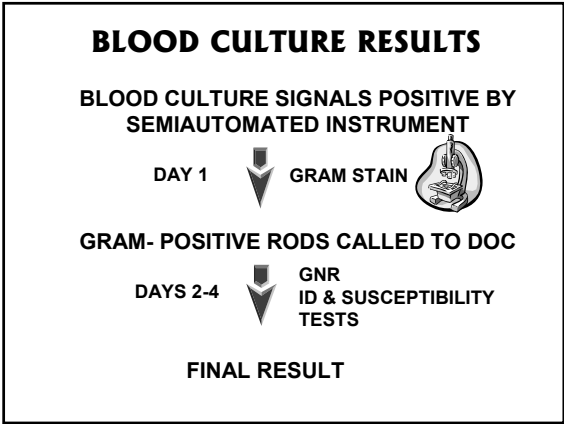 BLOOD CULTURE RESULTS
BLOOD CULTURE SIGNALS POSITIVE BY
SEMIAUTOMATED INSTRUMENT
DAY 1
GRAM STAIN
GRAM- POSITIVE RODS CALLED TO DOC
DAYS 2-4
GNR
ID & SUSCEPTIBILITY
TESTS
FINAL RESULT